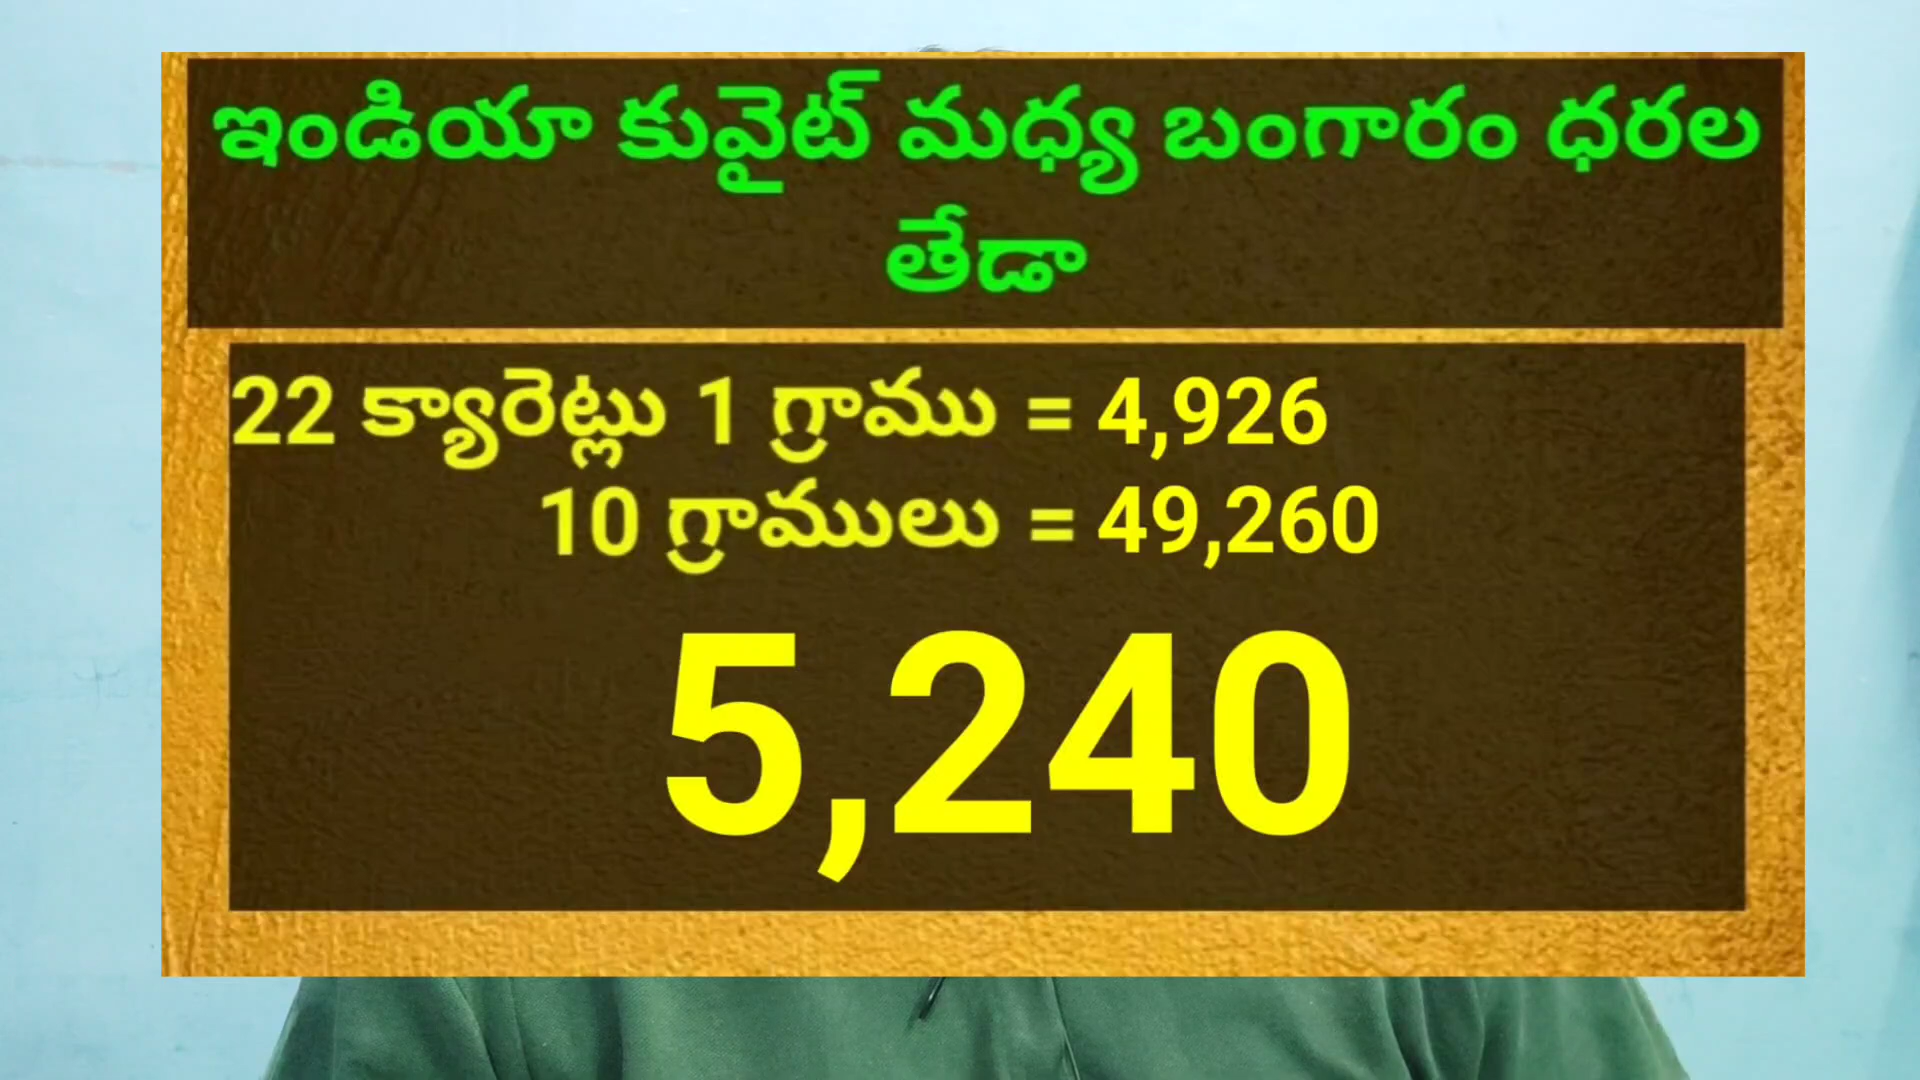 ఇండియా కువైట్ మధ్య బంగారం ధరల
తేడా
22 క్యారెట్లు 1 గ్రాము = 4,926
10 గ్రాములు = 49,260
5,240